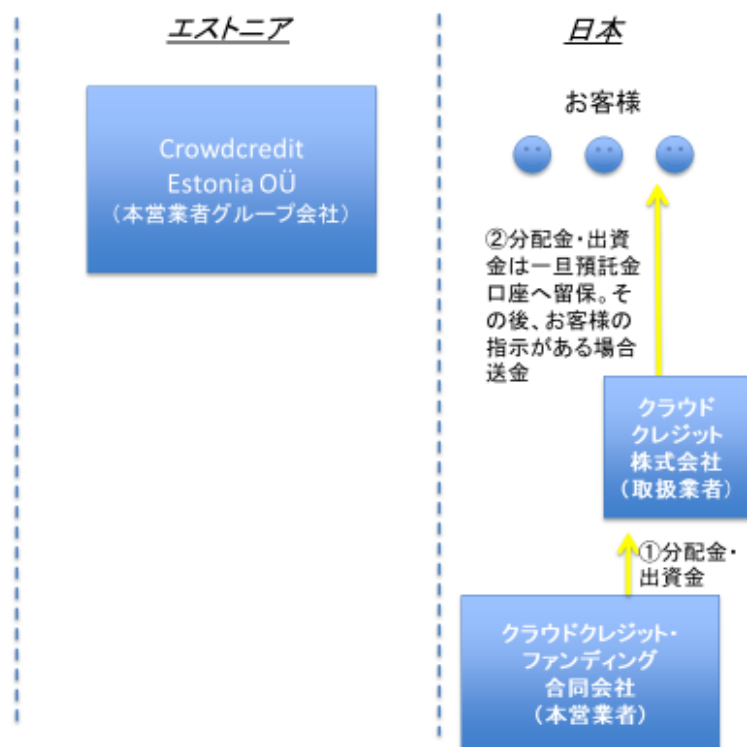 エストニア
日本
Crowdcredit
Estonia OÜ
(本営業者グループ会社)
お客様
②分配金・出資
金は一旦預託金
口座へ留保。そ
の後、お客様の
指示がある場合
送金
クラウド
クレジット
株式会社
(取扱業者)
①分配金・
出資金
クラウドクレジット・
ファンディング
合同会社
(本営業者)